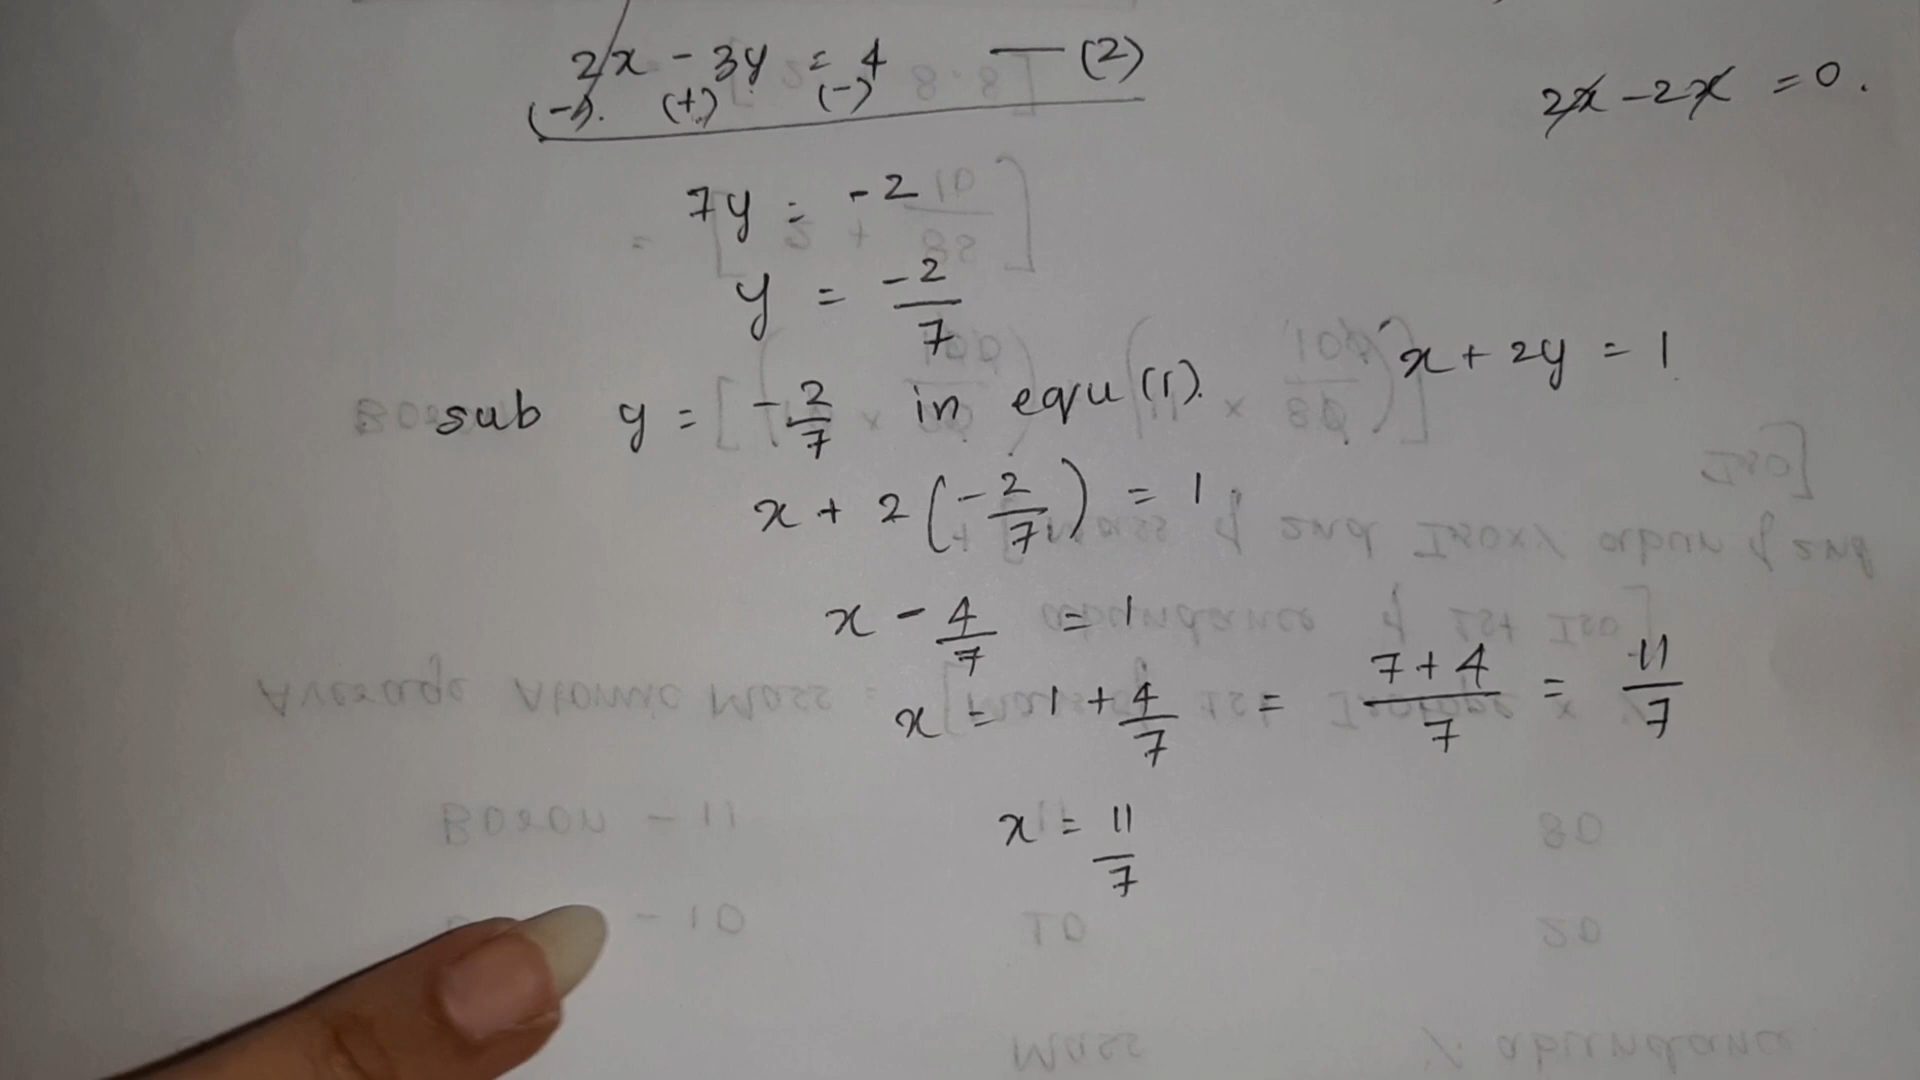 2x - 3y = 4 — (2)
(-). (+) (-)
2x - 2x = 0.
7y = -2
y = -2/7
x + 2y = 1
sub y = -2/7 in equ (1).
x + 2(-2/7) = 1.
x - 4/7 = 1
x = 1 + 4/7 = 7+4/7 = 11/7
x = 11/7